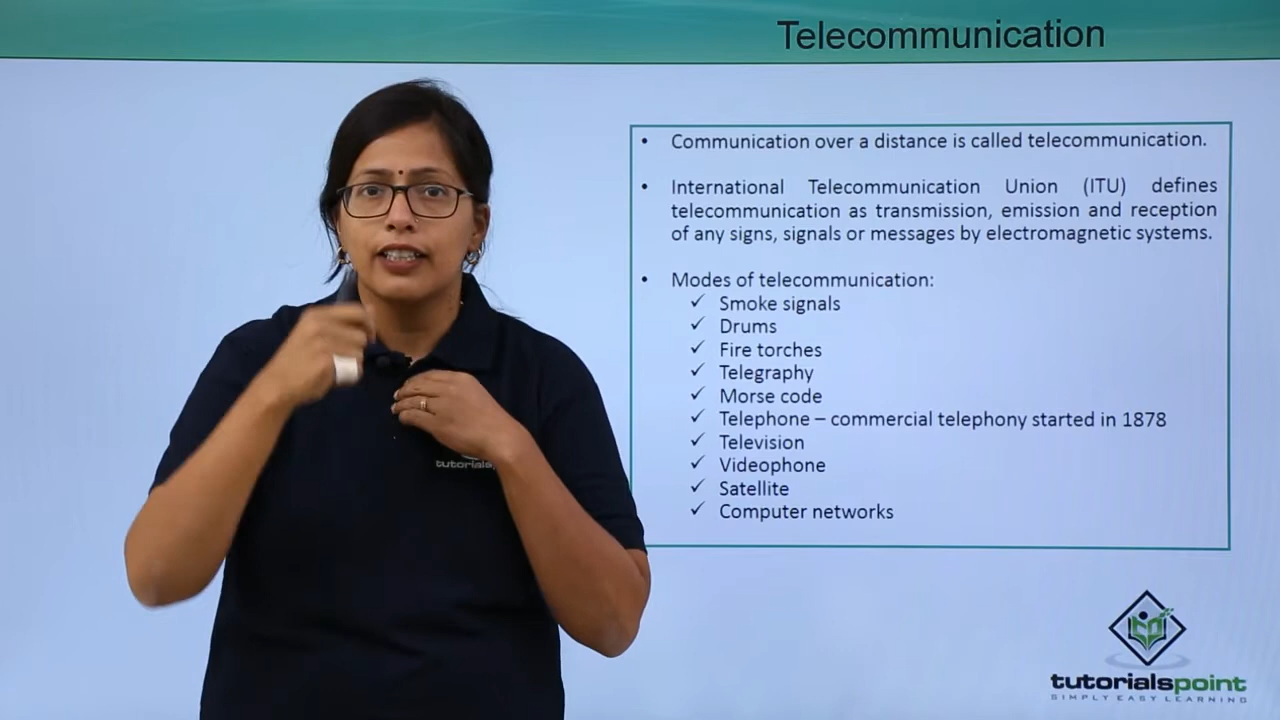 Telecommunication
• Communication over a distance is called telecommunication.
• International Telecommunication Union (ITU) defines
telecommunication as transmission, emission and reception
of any signs, signals or messages by electromagnetic systems.
• Modes of telecommunication:
✓ Smoke signals
✓ Drums
✓ Fire torches
✓ Telegraphy
✓ Morse code
✓ Telephone – commercial telephony started in 1878
✓ Television
✓ Videophone
✓ Satellite
✓ Computer networks
tutorials
tutorialspoint
SIMPLY EASY LEARNING